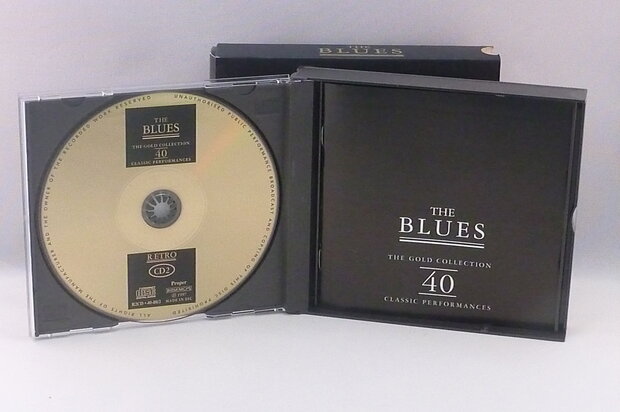 THE
BLUES
UNAUTHORISED PUBLIC PERFORMANCE BROADCAST AND COPYING OF THIS DISC PROHIBITED
ALL RIGHTS OF THE MANUFACTURER AND THE OWNER OF THE RECORDED WORK RESERVED
THE
BLUES
THE GOLD COLLECTION
40
CLASSIC PERFORMANCES
RETRO
CD2
Proper
MADE IN EEC
THE
BLUES
THE GOLD COLLECTION
40
CLASSIC PERFORMANCES